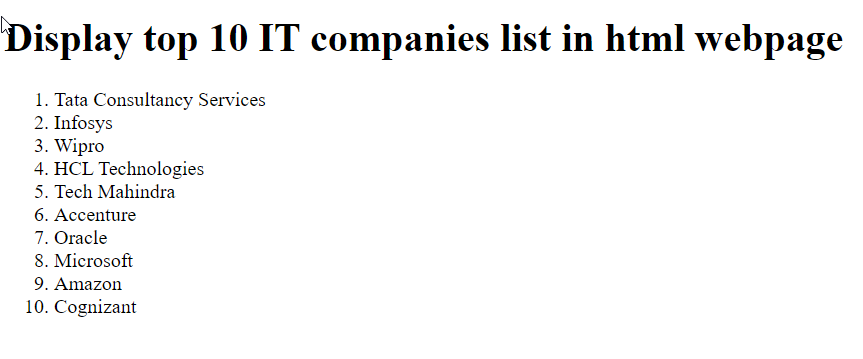 Display top 10 IT companies list in html webpage
1. Tata Consultancy Services
2. Infosys
3. Wipro
4. HCL Technologies
5. Tech Mahindra
6. Accenture
7. Oracle
8. Microsoft
9. Amazon
10. Cognizant